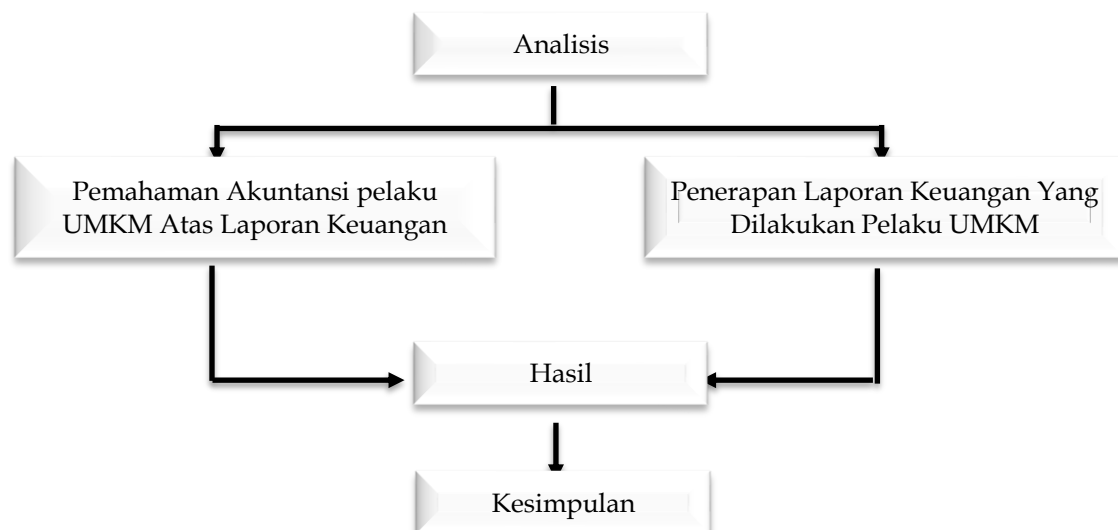 Analisis
Pemahaman Akuntansi pelaku
UMKM Atas Laporan Keuangan
Penerapan Laporan Keuangan Yang
Dilakukan Pelaku UMKM
Hasil
Kesimpulan